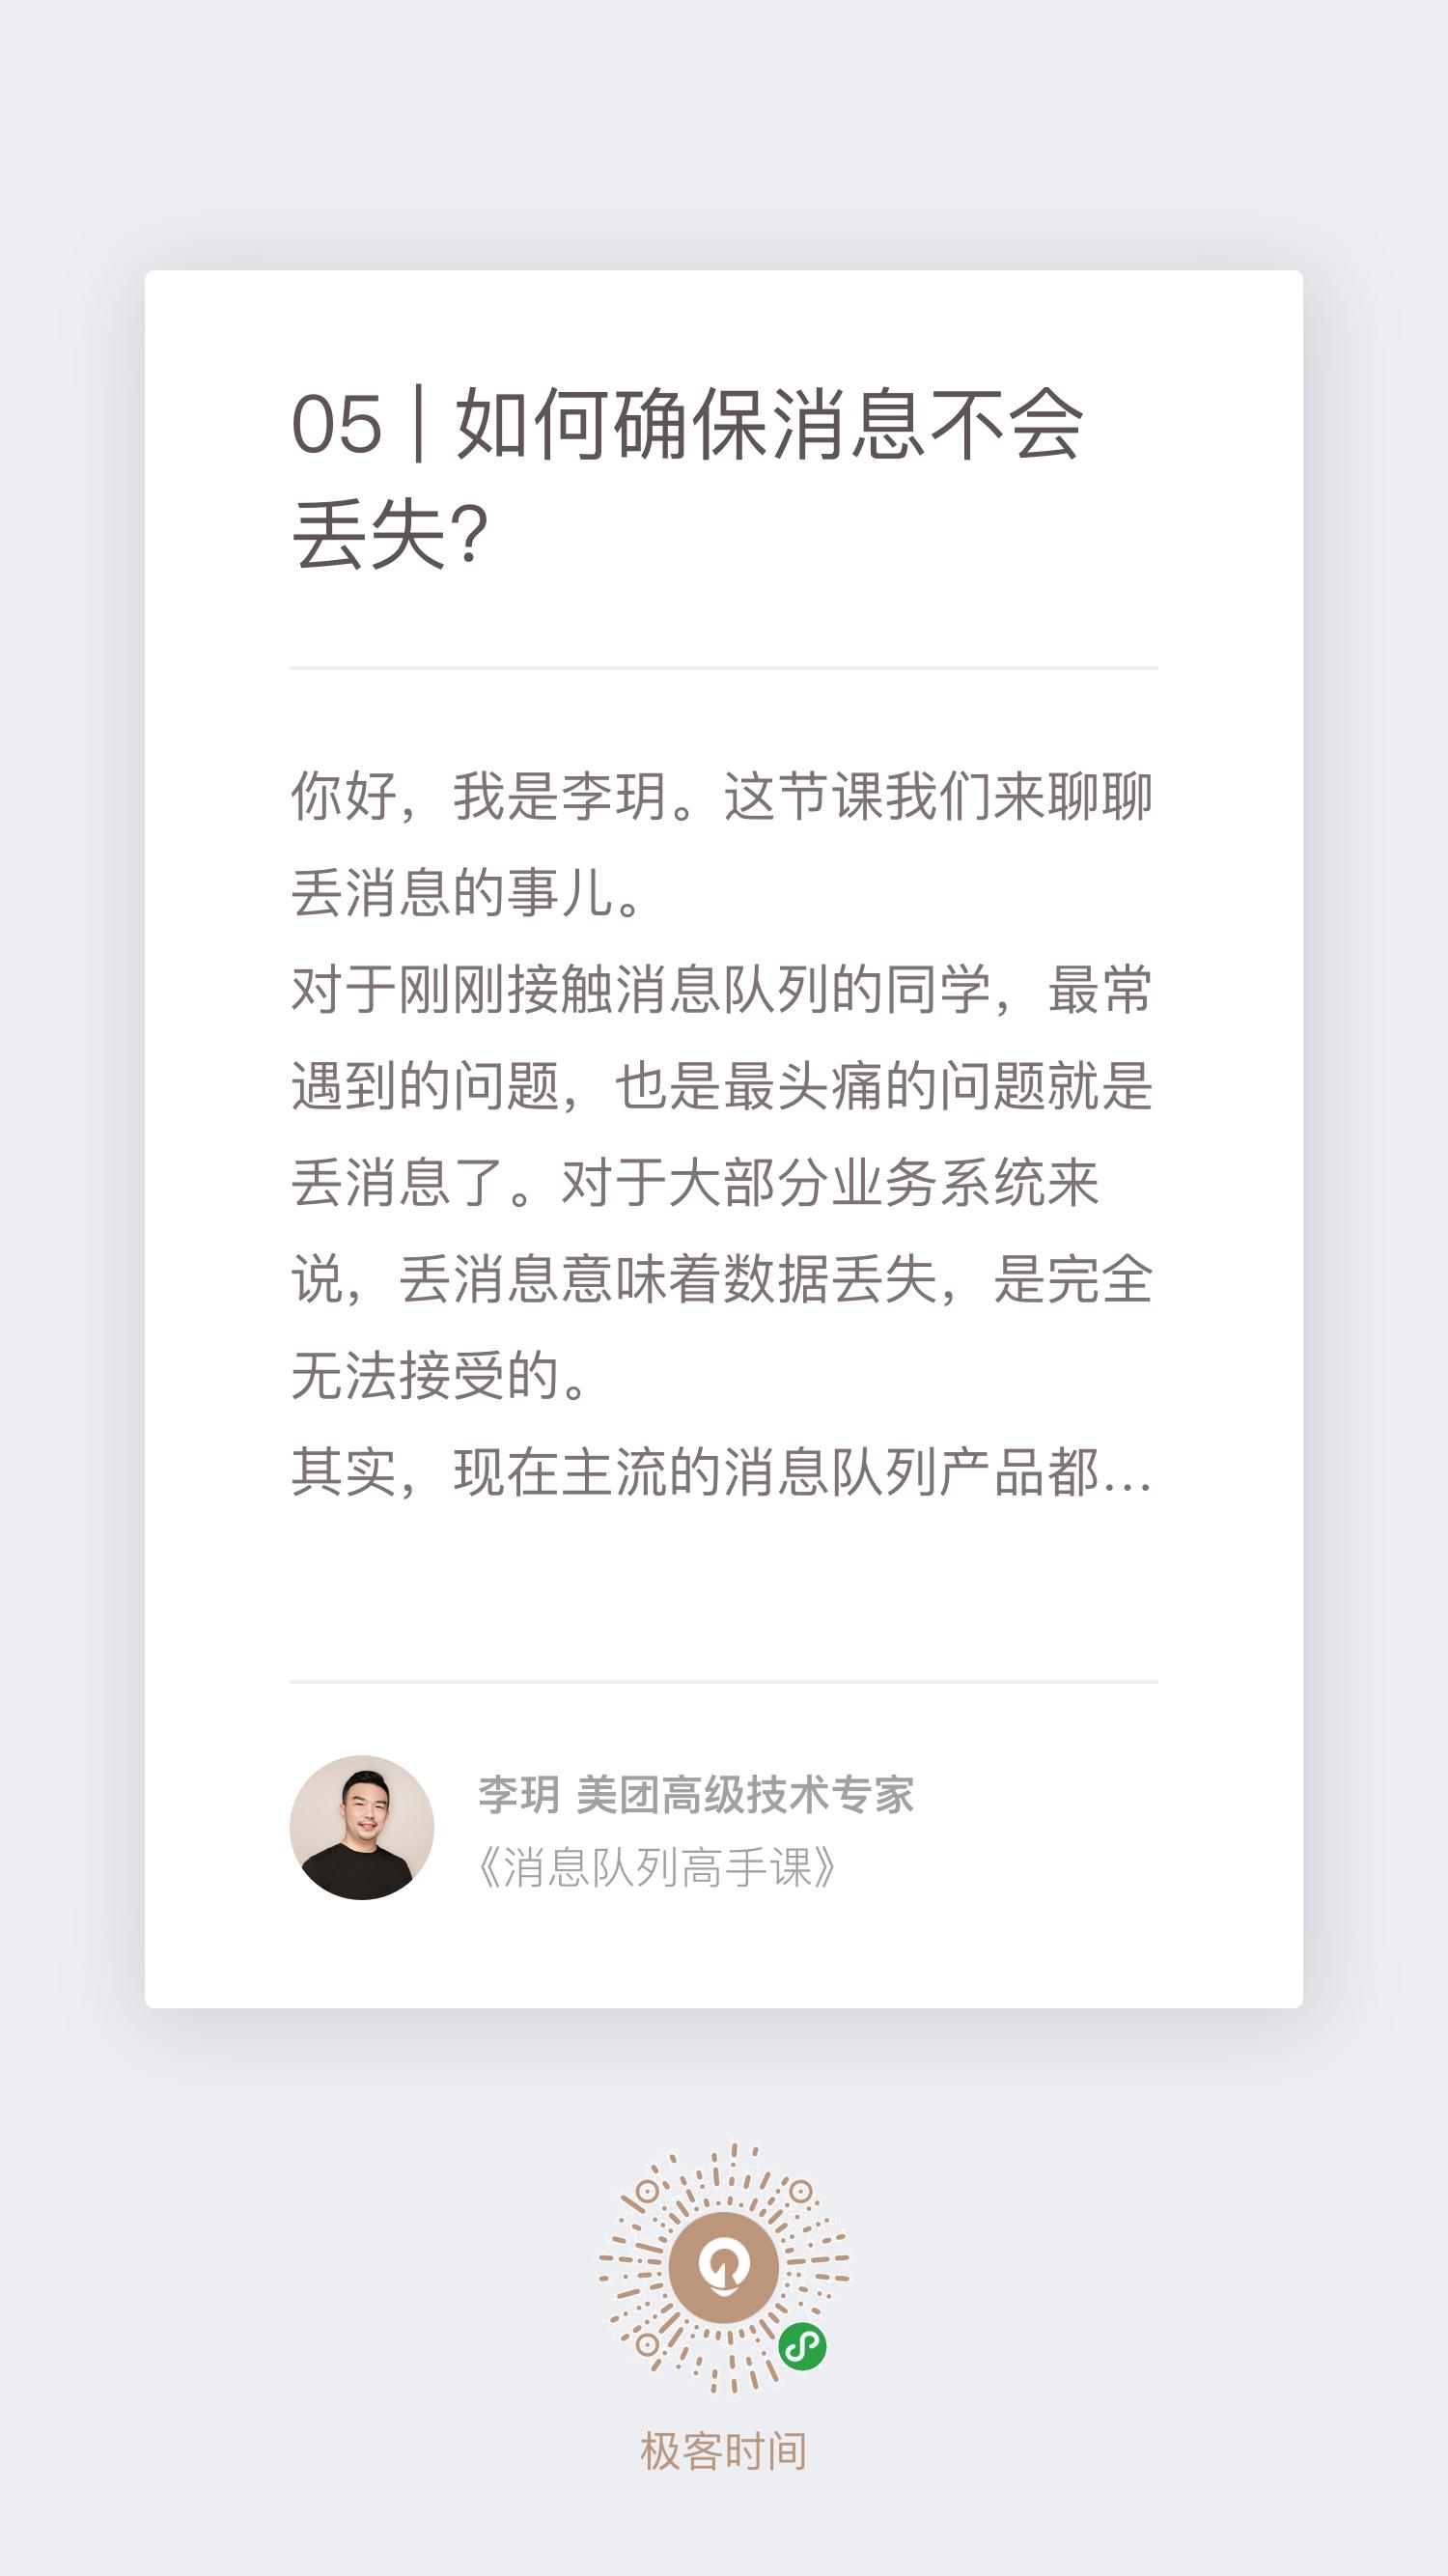 05 | 如何确保消息不会
丢失?
你好，我是李玥。这节课我们来聊聊
丢消息的事儿。
对于刚刚接触消息队列的同学，最常
遇到的问题，也是最头痛的问题就是
丢消息了。对于大部分业务系统来
说，丢消息意味着数据丢失，是完全
无法接受的。
其实，现在主流的消息队列产品都...
李玥 美团高级技术专家
《消息队列高手课》
极客时间